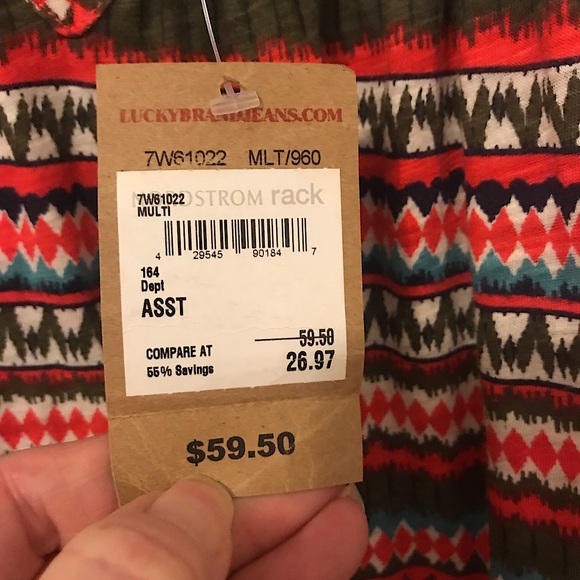 LUCKYBRANDJEANS.COM
7W61022 MLT/960
NORDSTROM rack
7W61022
MULTI
4 29545 90184 7
164
Dept
ASST
59.50
COMPARE AT
55% Savings
26.97
$59.50